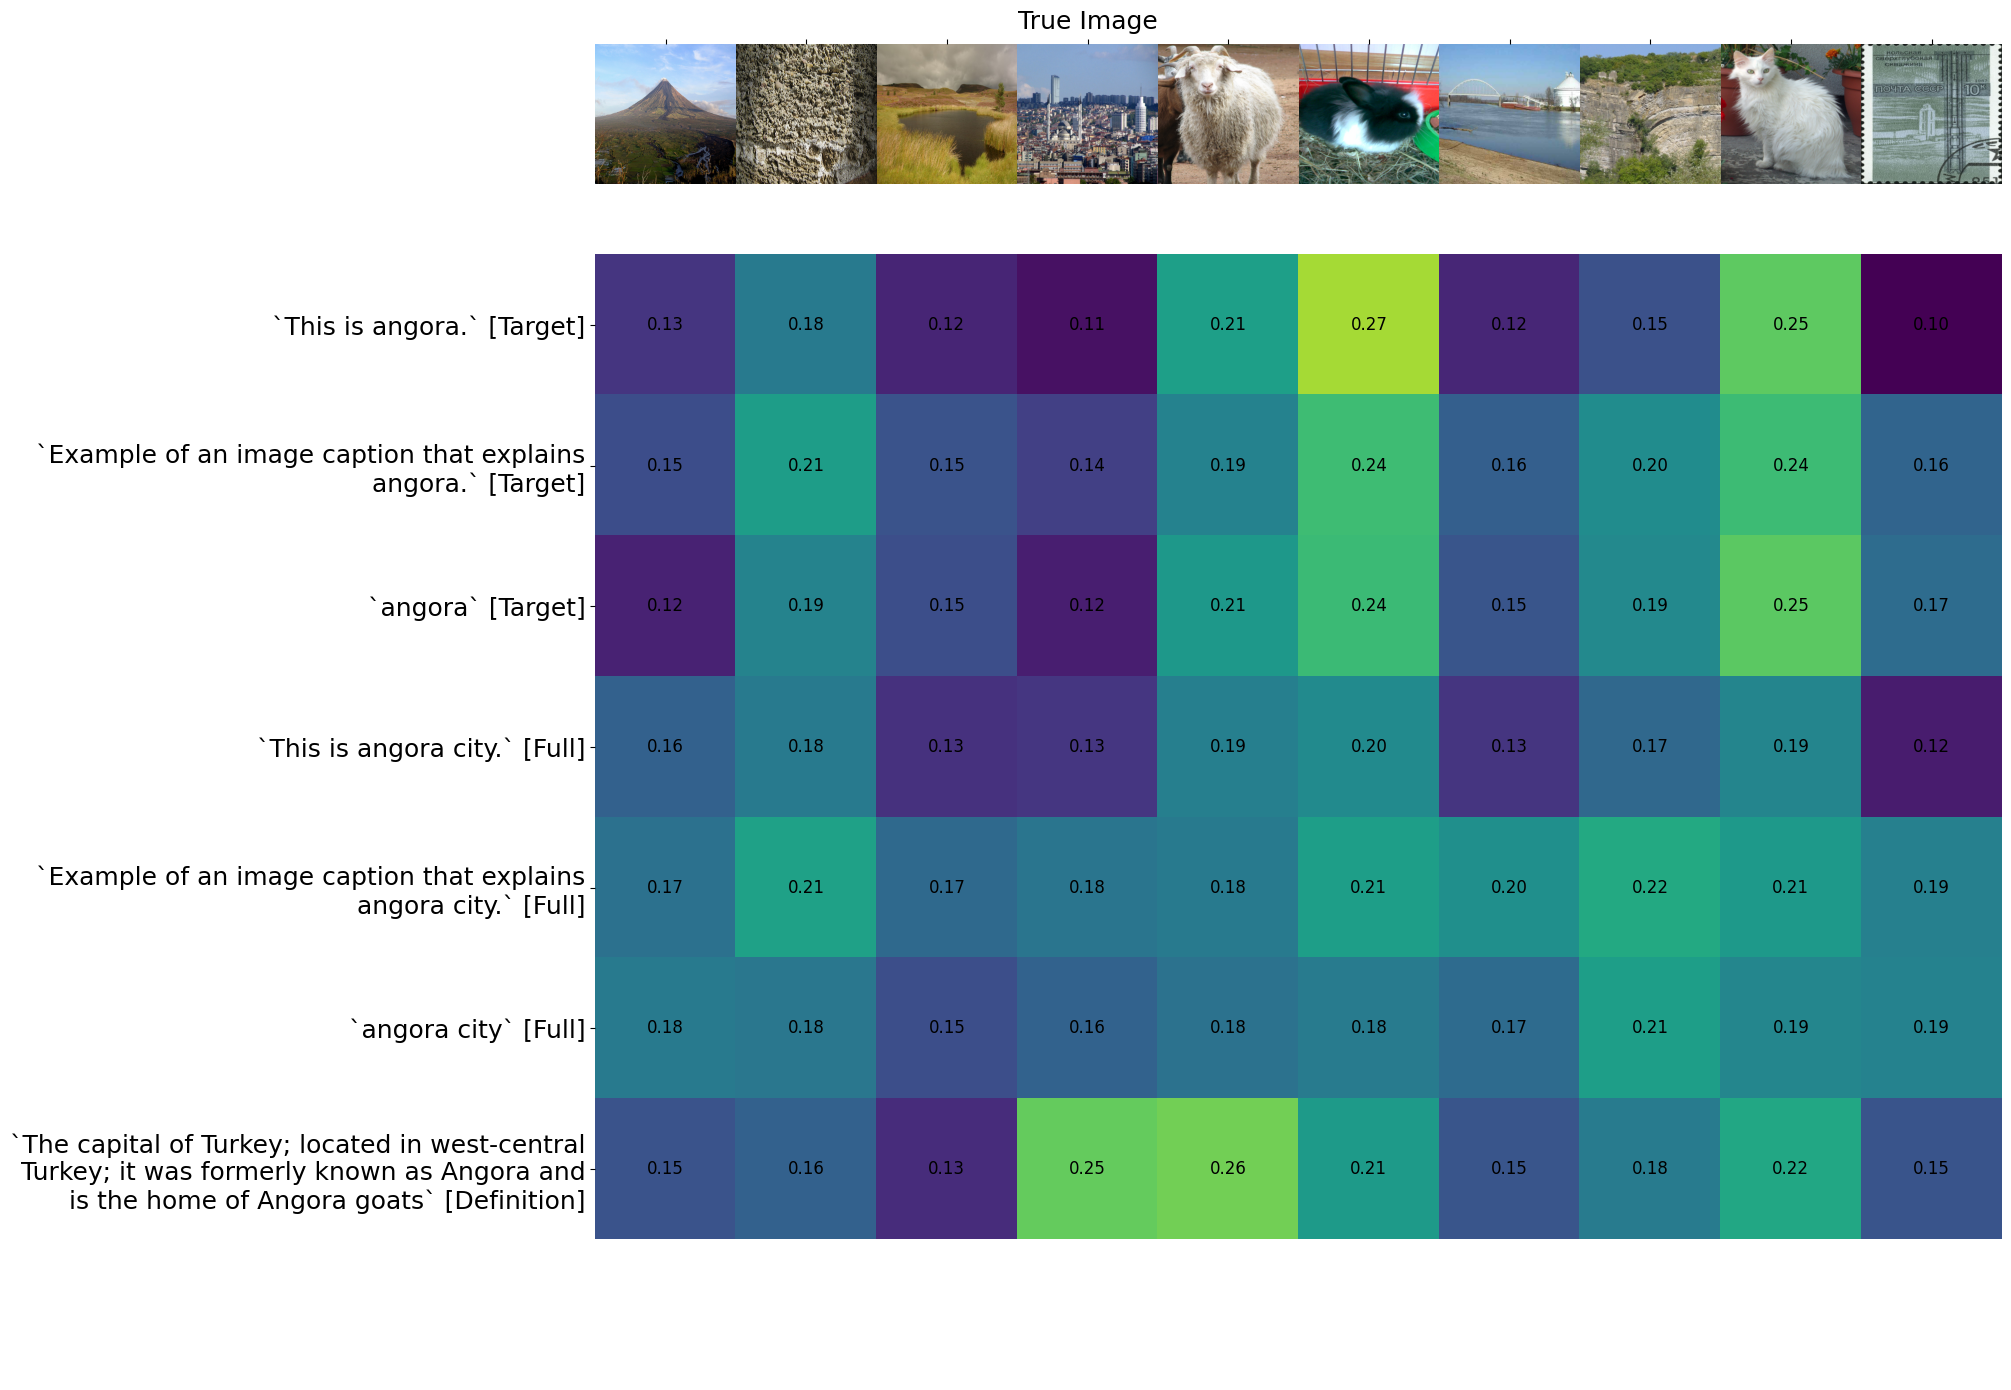 True Image
сверхглубокая
ПОЧТА СССР 10
`This is angora.` [Target]
0.13 0.18 0.12 0.11 0.21 0.27 0.12 0.15 0.25 0.10
`Example of an image caption that explains
angora.` [Target]
0.15 0.21 0.15 0.14 0.19 0.24 0.16 0.20 0.24 0.16
`angora` [Target]
0.12 0.19 0.15 0.12 0.21 0.24 0.15 0.19 0.25 0.17
`This is angora city.` [Full]
0.16 0.18 0.13 0.13 0.19 0.20 0.13 0.17 0.19 0.12
`Example of an image caption that explains
angora city.` [Full]
0.17 0.21 0.17 0.18 0.18 0.21 0.20 0.22 0.21 0.19
`angora city` [Full]
0.18 0.18 0.15 0.16 0.18 0.18 0.17 0.21 0.19 0.19
`The capital of Turkey; located in west-central
Turkey; it was formerly known as Angora and
is the home of Angora goats` [Definition]
0.15 0.16 0.13 0.25 0.26 0.21 0.15 0.18 0.22 0.15